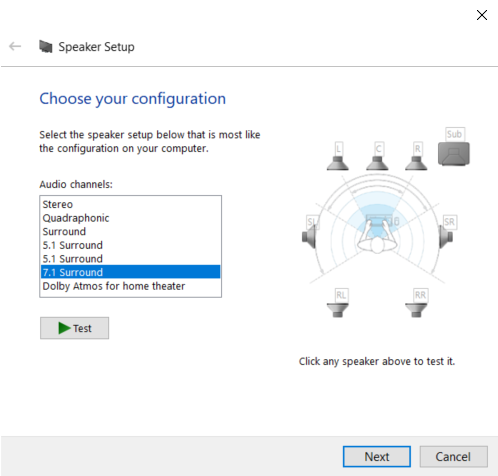 Speaker Setup
Choose your configuration
Select the speaker setup below that is most like
the configuration on your computer.
Audio channels:
Stereo
Quadraphonic
Surround
5.1 Surround
5.1 Surround
7.1 Surround
Dolby Atmos for home theater
Test
L
C
R
Sub
SL
SR
RL
RR
Click any speaker above to test it.
Next
Cancel